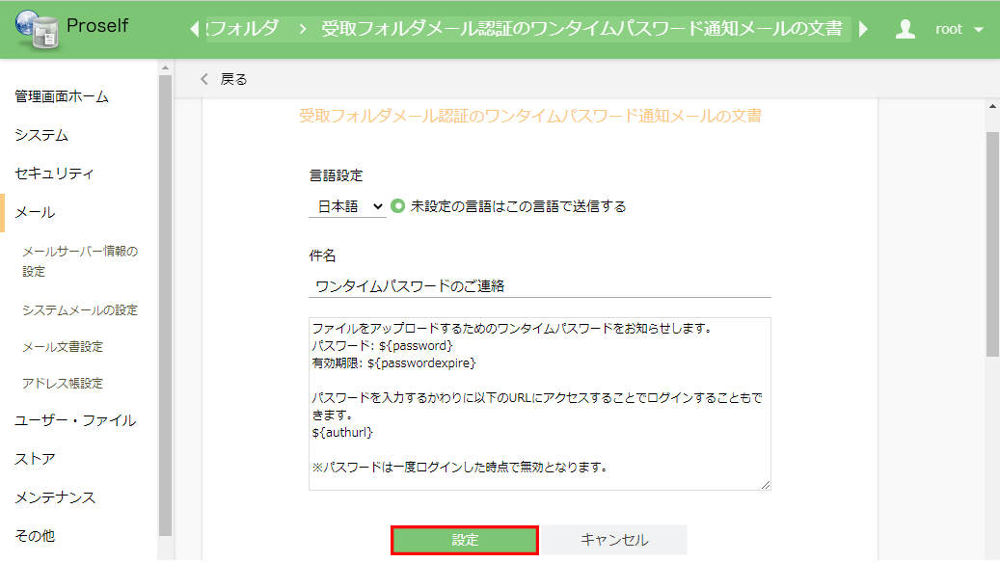 Proself
フォルダ
受取フォルダメール認証のワンタイムパスワード通知メールの文書
root
戻る
管理画面ホーム
システム
セキュリティ
メール
メールサーバー情報の
設定
システムメールの設定
メール文書設定
アドレス帳設定
ユーザー・ファイル
ストア
メンテナンス
その他
受取フォルダメール認証のワンタイムパスワード通知メールの文書
言語設定
日本語 未設定の言語はこの言語で送信する
件名
ワンタイムパスワードのご連絡
ファイルをアップロードするためのワンタイムパスワードをお知らせします。
パスワード: ${password}
有効期限: ${passwordexpire}
パスワードを入力するかわりに以下のURLにアクセスすることでログインすることもで
きます。
${authurl}
※パスワードは一度ログインした時点で無効となります。
設定 キャンセル